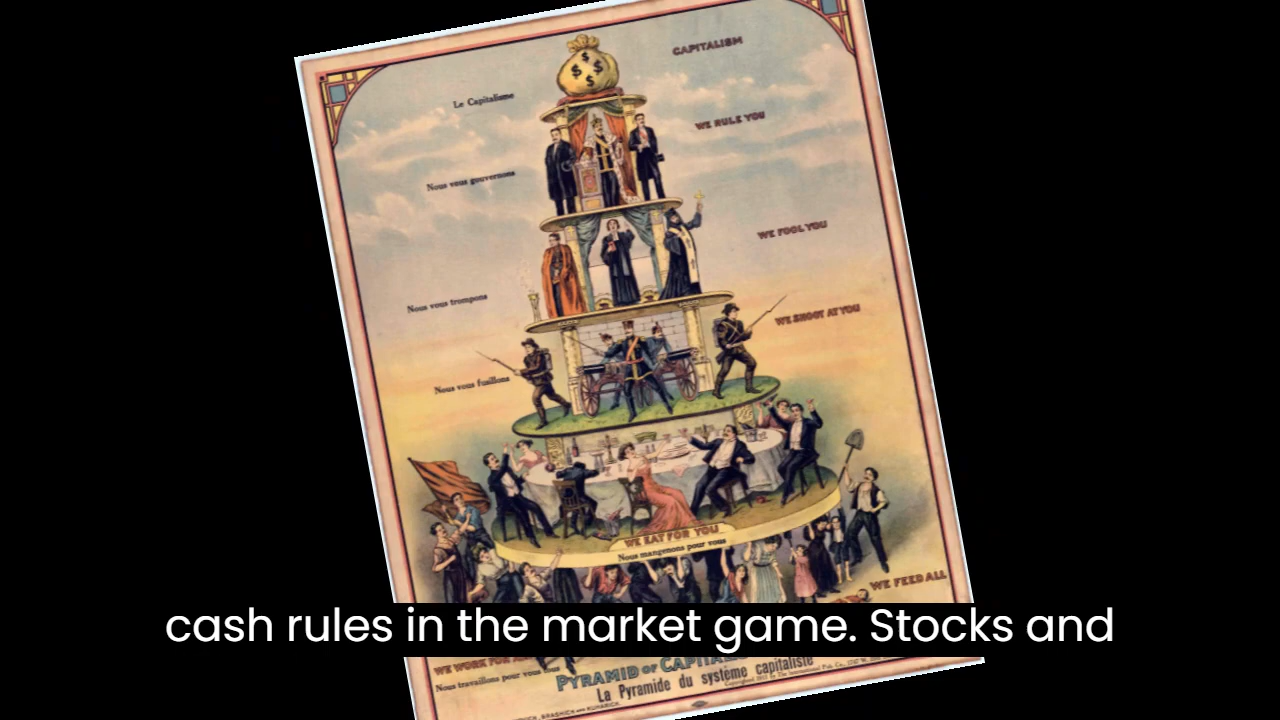 CAPITALISM
Le Capitalisme
WE RULE YOU
Nous vous gouvernons
WE FOOL YOU
Nous vous trompons
WE SHOOT AT YOU
Nous vous fusillons
WE EAT FOR YOU
Nous mangeons pour vous
WE FEED ALL
cash rules in the market game. Stocks and
WE WORK FOR
Nous travaillons pour vous tous
PYRAMID OF
La Pyramide du système capitaliste